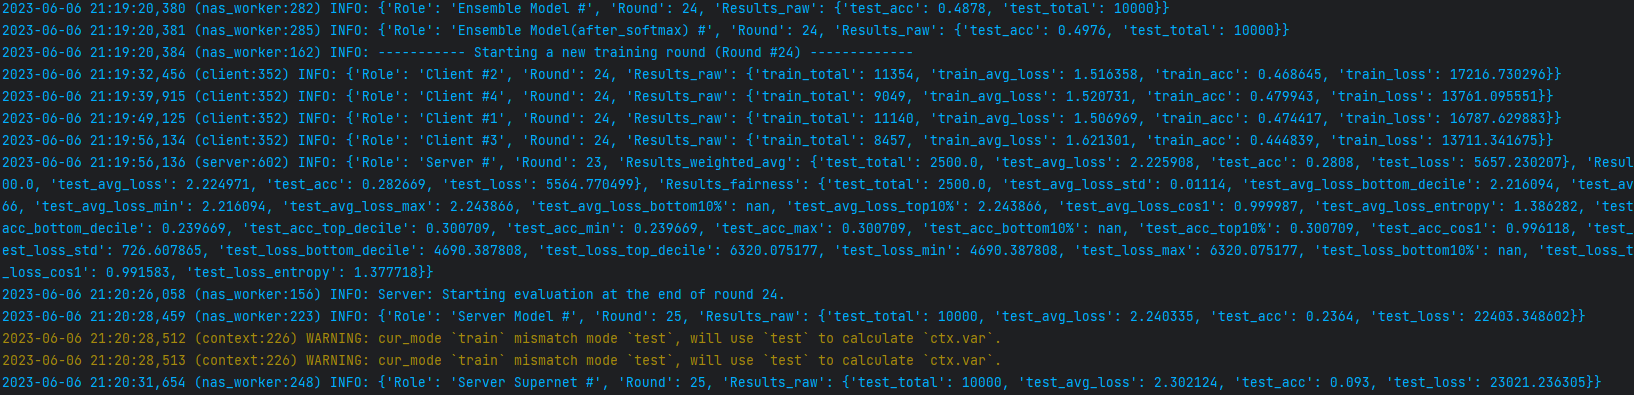 2023-06-06 21:19:20,380 (nas_worker:282) INFO: {'Role': 'Ensemble Model #', 'Round': 24, 'Results_raw': {'test_acc': 0.4878, 'test_total': 10000}}
2023-06-06 21:19:20,381 (nas_worker:285) INFO: {'Role': 'Ensemble Model(after_softmax) #', 'Round': 24, 'Results_raw': {'test_acc': 0.4976, 'test_total': 10000}}
2023-06-06 21:19:20,384 (nas_worker:162) INFO: ----------- Starting a new training round (Round #24) -------------
2023-06-06 21:19:32,456 (client:352) INFO: {'Role': 'Client #2', 'Round': 24, 'Results_raw': {'train_total': 11354, 'train_avg_loss': 1.516358, 'train_acc': 0.468645, 'train_loss': 17216.730296}}
2023-06-06 21:19:39,915 (client:352) INFO: {'Role': 'Client #4', 'Round': 24, 'Results_raw': {'train_total': 9049, 'train_avg_loss': 1.520731, 'train_acc': 0.479943, 'train_loss': 13761.095551}}
2023-06-06 21:19:49,125 (client:352) INFO: {'Role': 'Client #1', 'Round': 24, 'Results_raw': {'train_total': 11140, 'train_avg_loss': 1.506969, 'train_acc': 0.474417, 'train_loss': 16787.629883}}
2023-06-06 21:19:56,134 (client:352) INFO: {'Role': 'Client #3', 'Round': 24, 'Results_raw': {'train_total': 8457, 'train_avg_loss': 1.621301, 'train_acc': 0.444839, 'train_loss': 13711.341675}}
2023-06-06 21:19:56,136 (server:602) INFO: {'Role': 'Server #', 'Round': 23, 'Results_weighted_avg': {'test_total': 2500.0, 'test_avg_loss': 2.225908, 'test_acc': 0.2808, 'test_loss': 5657.230207}, 'Resu
00.0, 'test_avg_loss': 2.224971, 'test_acc': 0.282669, 'test_loss': 5564.770499}, 'Results_fairness': {'test_total': 2500.0, 'test_avg_loss_std': 0.01114, 'test_avg_loss_bottom_decile': 2.216094, 'test_av
66, 'test_avg_loss_min': 2.216094, 'test_avg_loss_max': 2.243866, 'test_avg_loss_bottom10%': nan, 'test_avg_loss_top10%': 2.243866, 'test_avg_loss_cos1': 0.999987, 'test_avg_loss_entropy': 1.386282, 'test
acc_bottom_decile': 0.239669, 'test_acc_top_decile': 0.300709, 'test_acc_min': 0.239669, 'test_acc_max': 0.300709, 'test_acc_bottom10%': nan, 'test_acc_top10%': 0.300709, 'test_acc_cos1': 0.996118, 'test_
est_loss_std': 726.607865, 'test_loss_bottom_decile': 4690.387808, 'test_loss_top_decile': 6320.075177, 'test_loss_min': 4690.387808, 'test_loss_max': 6320.075177, 'test_loss_bottom10%': nan, 'test_loss_t
_loss_cos1': 0.991583, 'test_loss_entropy': 1.377718}}
2023-06-06 21:20:26,058 (nas_worker:156) INFO: Server: Starting evaluation at the end of round 24.
2023-06-06 21:20:28,459 (nas_worker:223) INFO: {'Role': 'Server Model #', 'Round': 25, 'Results_raw': {'test_total': 10000, 'test_avg_loss': 2.240335, 'test_acc': 0.2364, 'test_loss': 22403.348602}}
2023-06-06 21:20:28,512 (context:226) WARNING: cur_mode `train` mismatch mode `test`, will use `test` to calculate `ctx.var`.
2023-06-06 21:20:28,513 (context:226) WARNING: cur_mode `train` mismatch mode `test`, will use `test` to calculate `ctx.var`.
2023-06-06 21:20:31,654 (nas_worker:248) INFO: {'Role': 'Server Supernet #', 'Round': 25, 'Results_raw': {'test_total': 10000, 'test_avg_loss': 2.302124, 'test_acc': 0.093, 'test_loss': 23021.236305}}